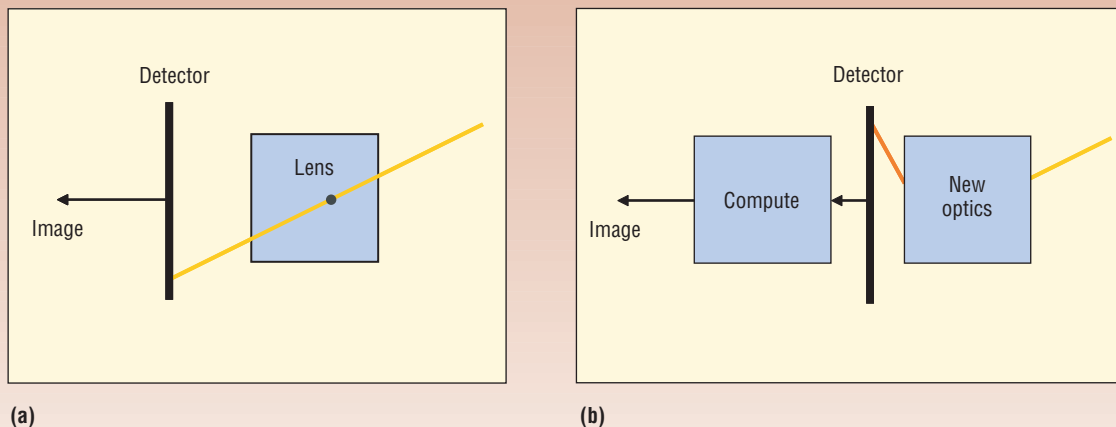 Detector
Lens
Image
(a)
Detector
Compute
New
optics
Image
(b)